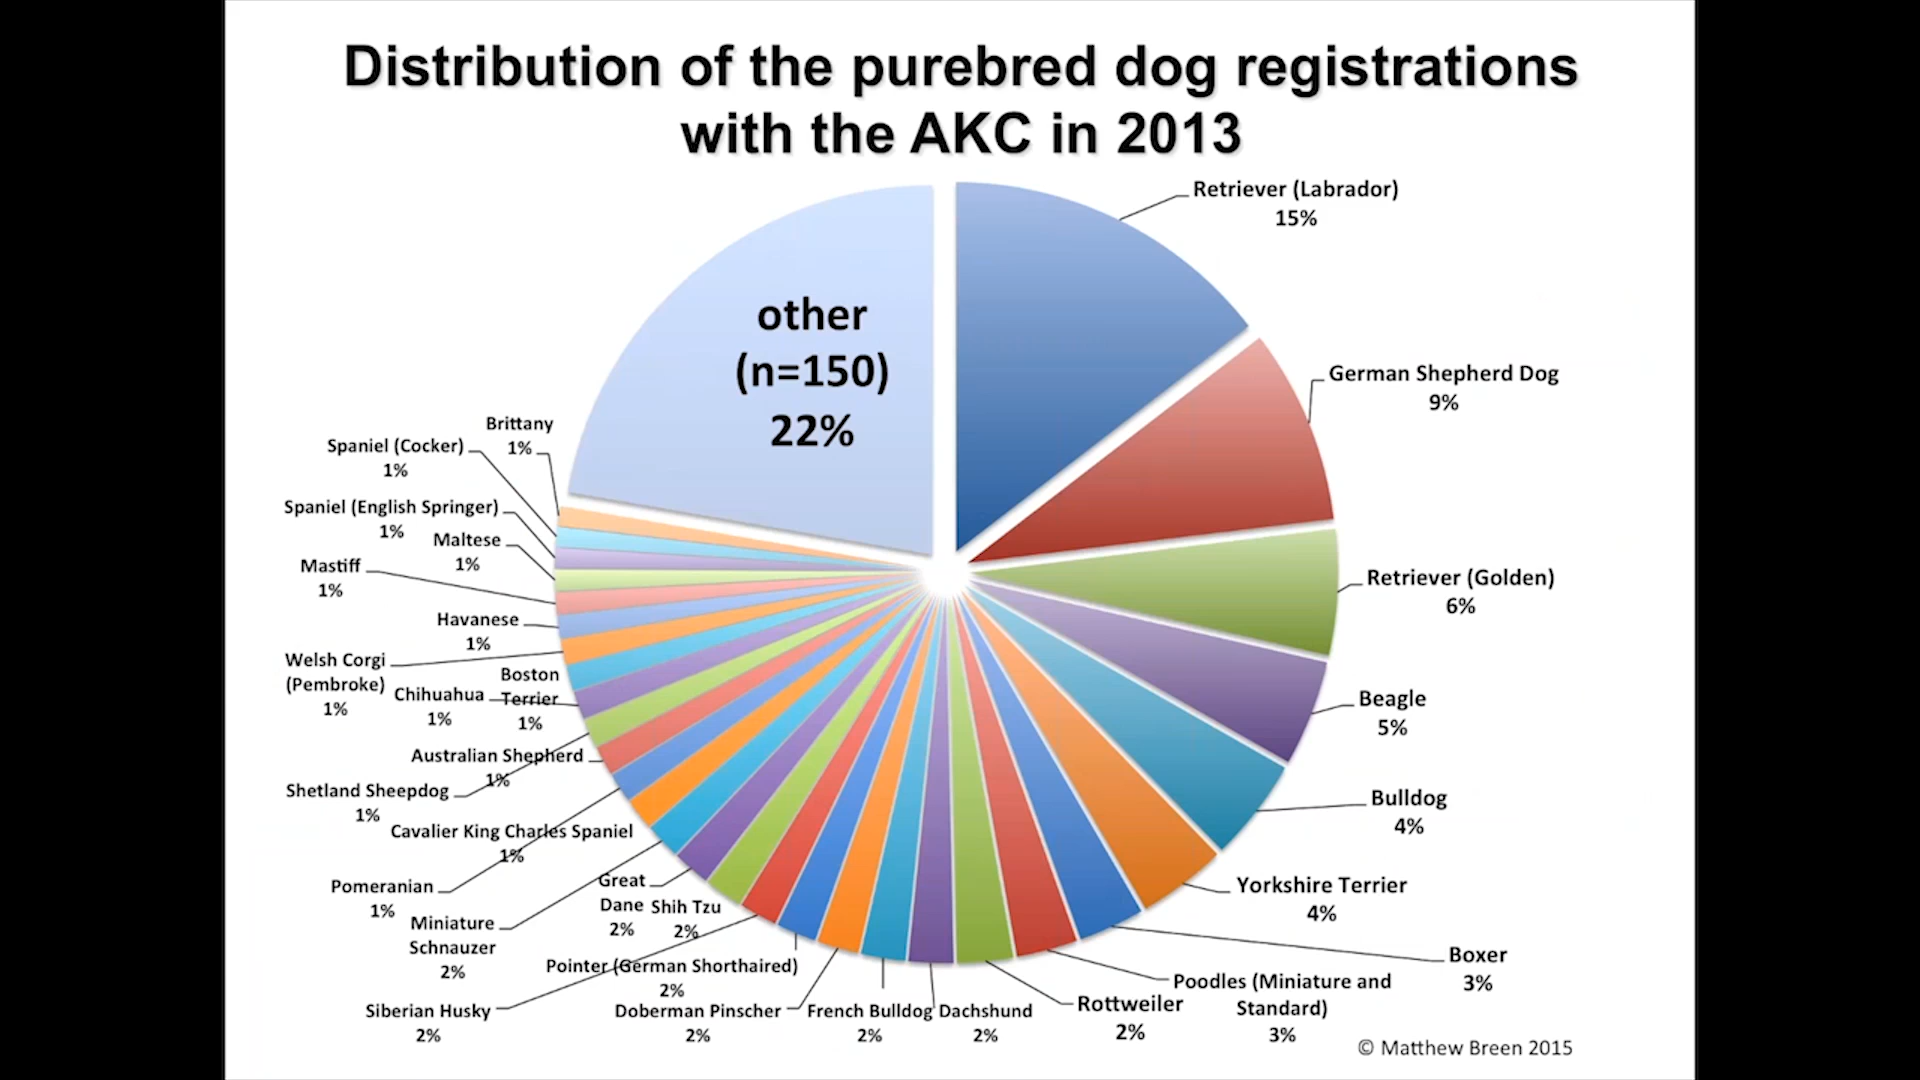 Distribution of the purebred dog registrations
with the AKC in 2013
Retriever (Labrador)
15%
German Shepherd Dog
9%
Retriever (Golden)
6%
Beagle
5%
Bulldog
4%
Yorkshire Terrier
4%
Boxer
3%
Poodles (Miniature and
Standard)
3%
Rottweiler
2%
Dachshund
2%
French Bulldog
2%
Doberman Pinscher
2%
Pointer (German Shorthaired)
2%
Siberian Husky
2%
Shih Tzu
2%
Great
Dane
2%
Miniature
Schnauzer
2%
Pomeranian
1%
Cavalier King Charles Spaniel
1%
Shetland Sheepdog
1%
Australian Shepherd
1%
Chihuahua
1%
Boston
Terrier
1%
Welsh Corgi
(Pembroke)
1%
Havanese
1%
Mastiff
1%
Maltese
1%
Spaniel (English Springer)
1%
Spaniel (Cocker)
1%
Brittany
1%
other
(n=150)
22%
© Matthew Breen 2015